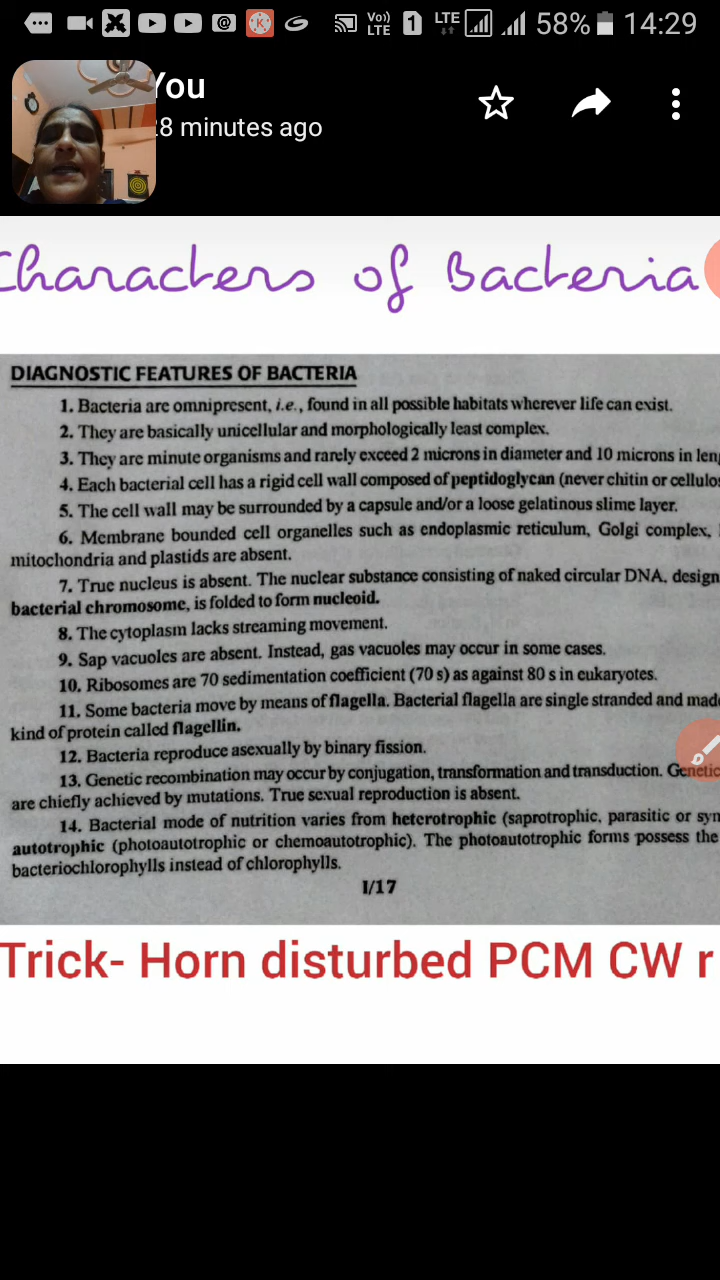 Vo)) LTE 1 LTE 58% 14:29
You
8 minutes ago
Characters of Bacteria
DIAGNOSTIC FEATURES OF BACTERIA
1. Bacteria are omnipresent, i.e., found in all possible habitats wherever life can exist.
2. They are basically unicellular and morphologically least complex.
3. They are minute organisms and rarely exceed 2 microns in diameter and 10 microns in len
4. Each bacterial cell has a rigid cell wall composed of peptidoglycan (never chitin or cellulos
5. The cell wall may be surrounded by a capsule and/or a loose gelatinous slime layer.
6. Membrane bounded cell organelles such as endoplasmic reticulum, Golgi complex,
mitochondria and plastids are absent.
7. True nucleus is absent. The nuclear substance consisting of naked circular DNA, design
bacterial chromosome, is folded to form nucleoid.
8. The cytoplasm lacks streaming movement.
9. Sap vacuoles are absent. Instead, gas vacuoles may occur in some cases.
10. Ribosomes are 70 sedimentation coefficient (70 s) as against 80 s in eukaryotes.
11. Some bacteria move by means of flagella. Bacterial flagella are single stranded and made
kind of protein called flagellin.
12. Bacteria reproduce asexually by binary fission.
13. Genetic recombination may occur by conjugation, transformation and transduction. Genetic
are chiefly achieved by mutations. True sexual reproduction is absent.
14. Bacterial mode of nutrition varies from heterotrophic (saprotrophic, parasitic or sym
autotrophic (photoautotrophic or chemoautotrophic). The photoautotrophic forms possess the
bacteriochlorophylls instead of chlorophylls.
I/17
Trick- Horn disturbed PCM CW r